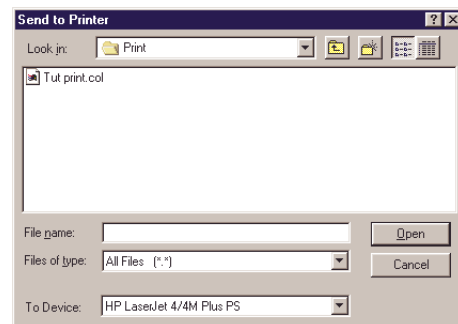 Send to Printer
Look in: Print
Tut print.col
File name: Open
Files of type: All Files (*.*) Cancel
To Device: HP LaserJet 4/4M Plus PS